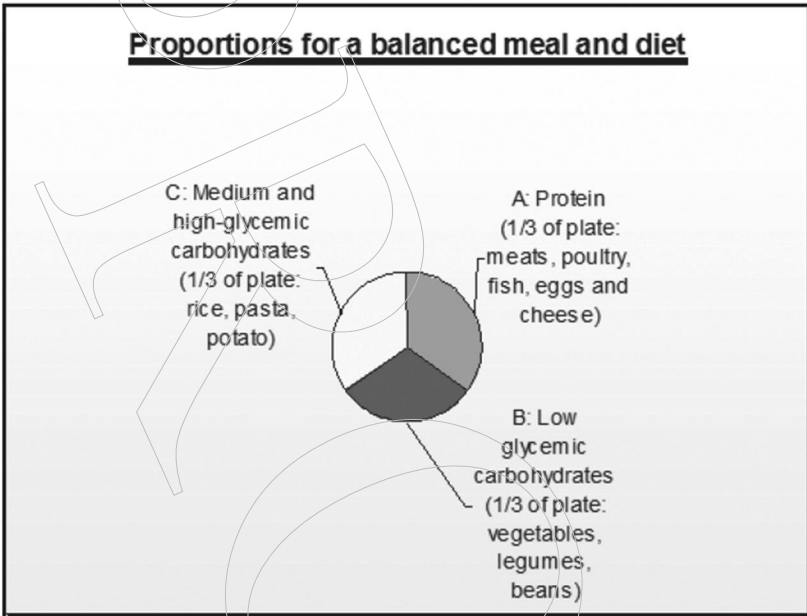 Proportions for a balanced meal and diet
C: Medium and
high-glycemic
carbohydrates
(1/3 of plate:
rice, pasta,
potato)
A: Protein
(1/3 of plate:
meats, poultry,
fish, eggs and
cheese)
B: Low
glycemic
carbohydrates
(1/3 of plate:
vegetables,
legumes,
beans)